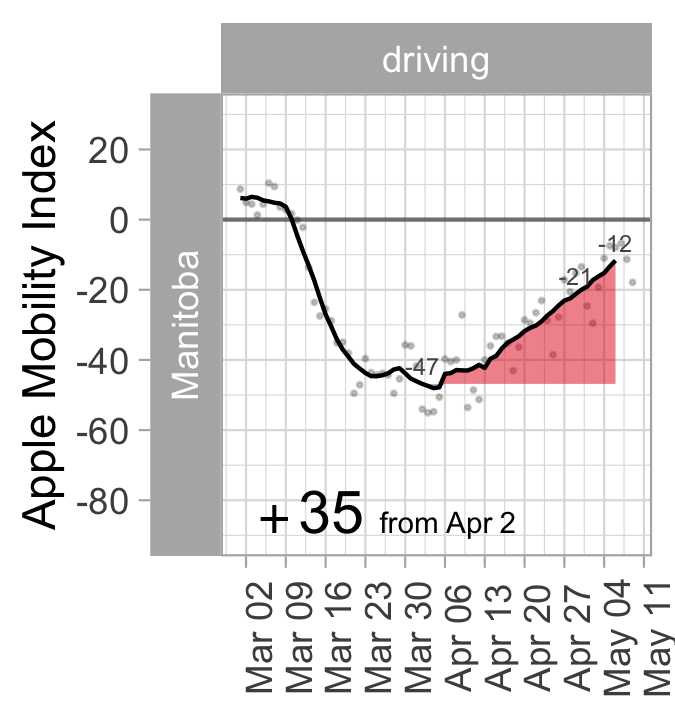 driving
Apple Mobility Index
Manitoba
20
0
-20
-40
-60
-80
-12
-21
-47
+35 from Apr 2
Mar 02
Mar 09
Mar 16
Mar 23
Mar 30
Apr 06
Apr 13
Apr 20
Apr 27
May 04
May 11